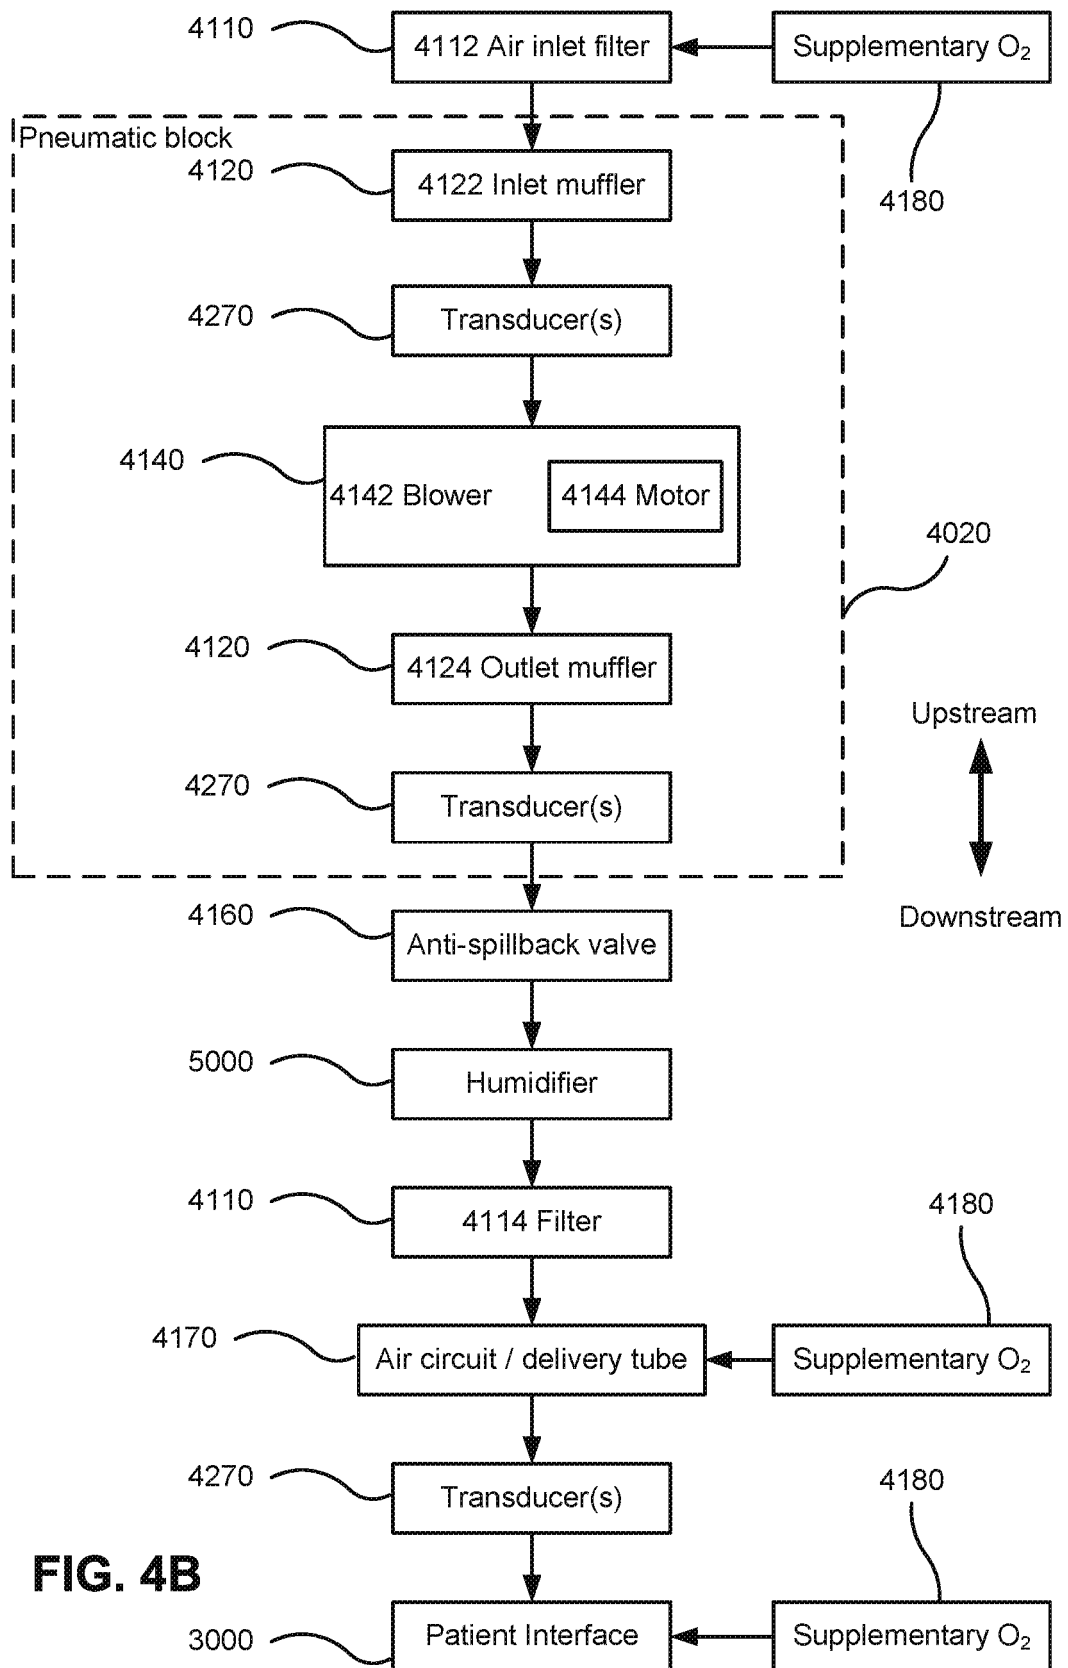 4110
4112 Air inlet filter
Supplementary O₂
Pneumatic block
4120
4122 Inlet muffler
4180
4270
Transducer(s)
4140
4142 Blower
4144 Motor
4020
4120
4124 Outlet muffler
Upstream
4270
Transducer(s)
4160
Anti-spillback valve
Downstream
5000
Humidifier
4110
4114 Filter
4180
4170
Air circuit / delivery tube
Supplementary O₂
4270
Transducer(s)
4180
FIG. 4B
3000
Patient Interface
Supplementary O₂